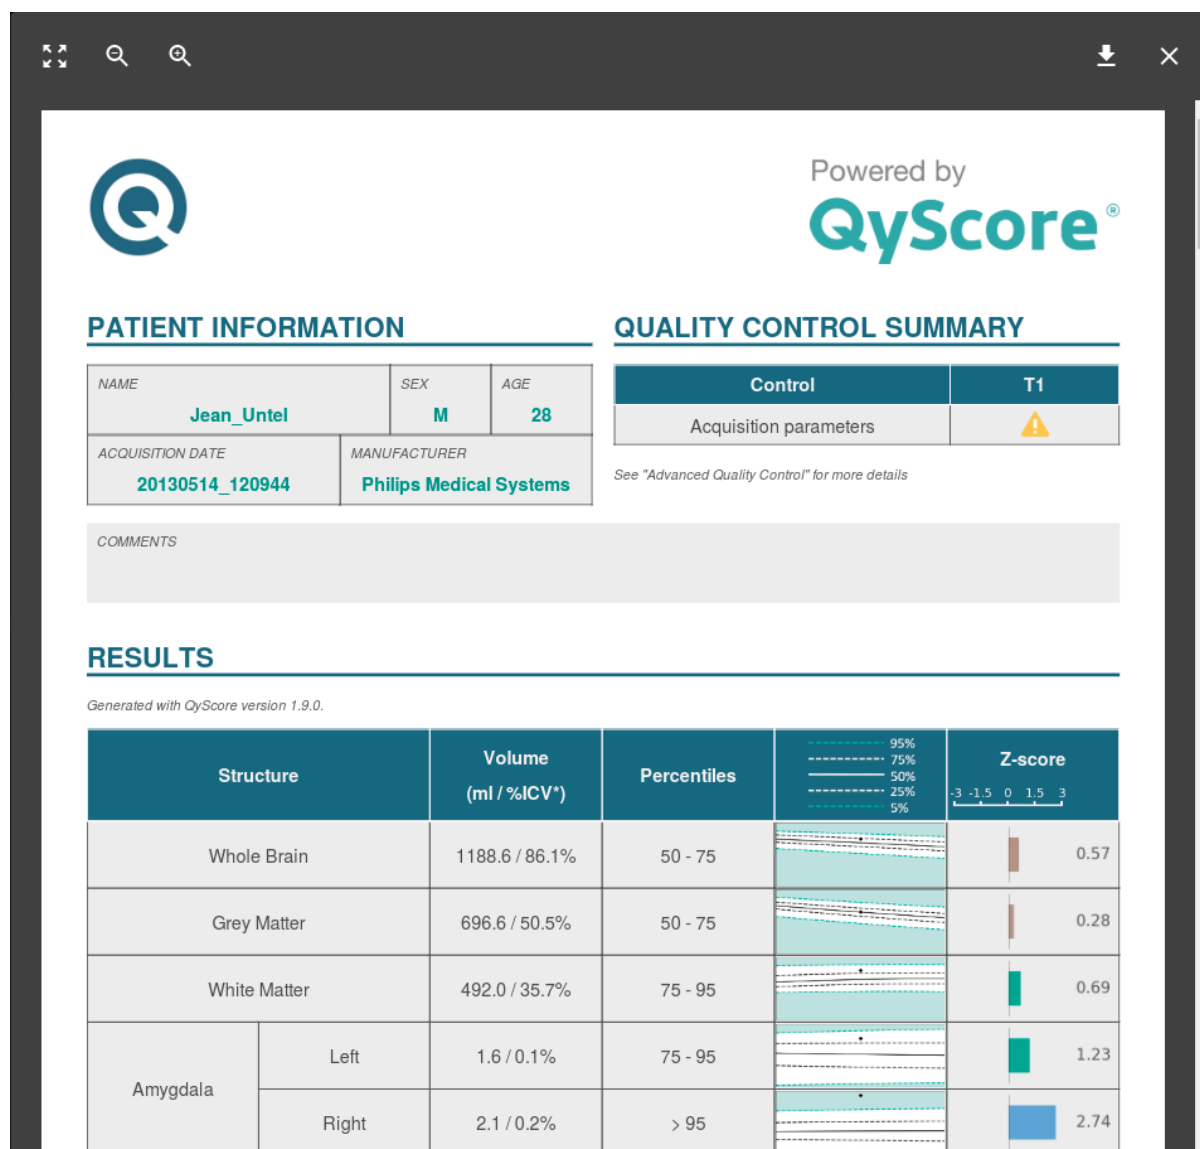 Powered by
QyScore®
PATIENT INFORMATION
NAME SEX AGE
Jean_Untel M 28
ACQUISITION DATE MANUFACTURER
20130514_120944 Philips Medical Systems
QUALITY CONTROL SUMMARY
Control T1
Acquisition parameters
See "Advanced Quality Control" for more details
COMMENTS
RESULTS
Generated with QyScore version 1.9.0.
Structure Volume (ml / %ICV*) Percentiles 95% 75% 50% 25% 5% Z-score -3 -1.5 0 1.5 3
Whole Brain 1188.6 / 86.1% 50 - 75 0.57
Grey Matter 696.6 / 50.5% 50 - 75 0.28
White Matter 492.0 / 35.7% 75 - 95 0.69
Amygdala
Left 1.6 / 0.1% 75 - 95 1.23
Right 2.1 / 0.2% > 95 2.74